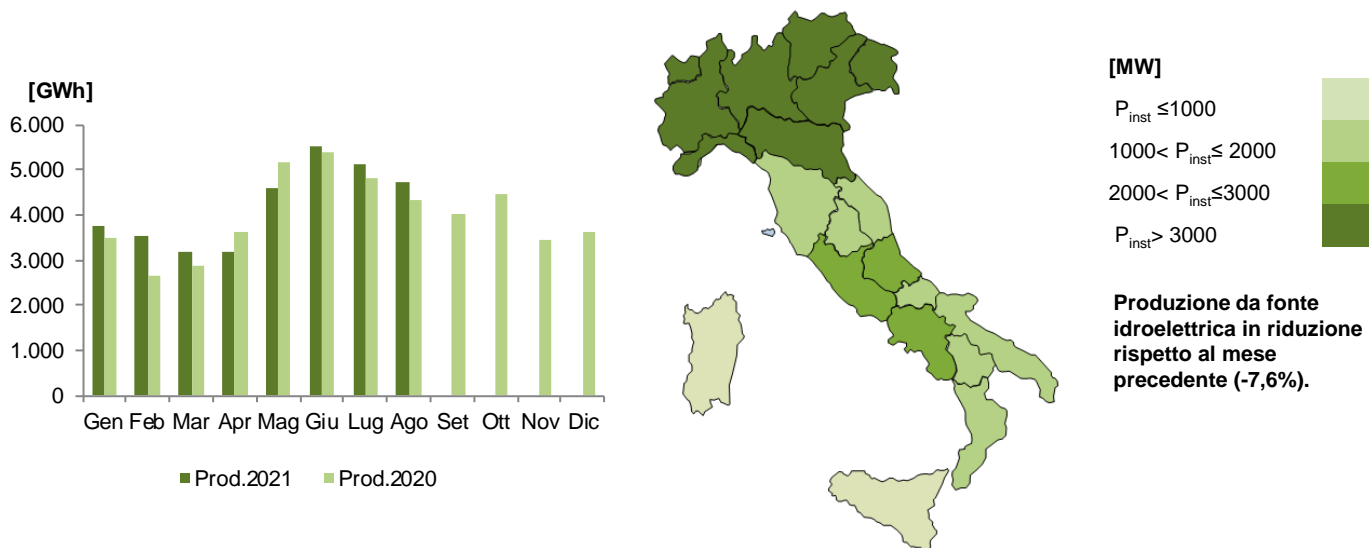 [GWh]
6.000
5.000
4.000
3.000
2.000
1.000
0
Gen Feb Mar Apr Mag Giu Lug Ago Set Ott Nov Dic
Prod.2021 Prod.2020
[MW]
Pinst ≤1000
1000< Pinst≤ 2000
2000< Pinst≤3000
Pinst> 3000
Produzione da fonte
idroelettrica in riduzione
rispetto al mese
precedente (-7,6%).